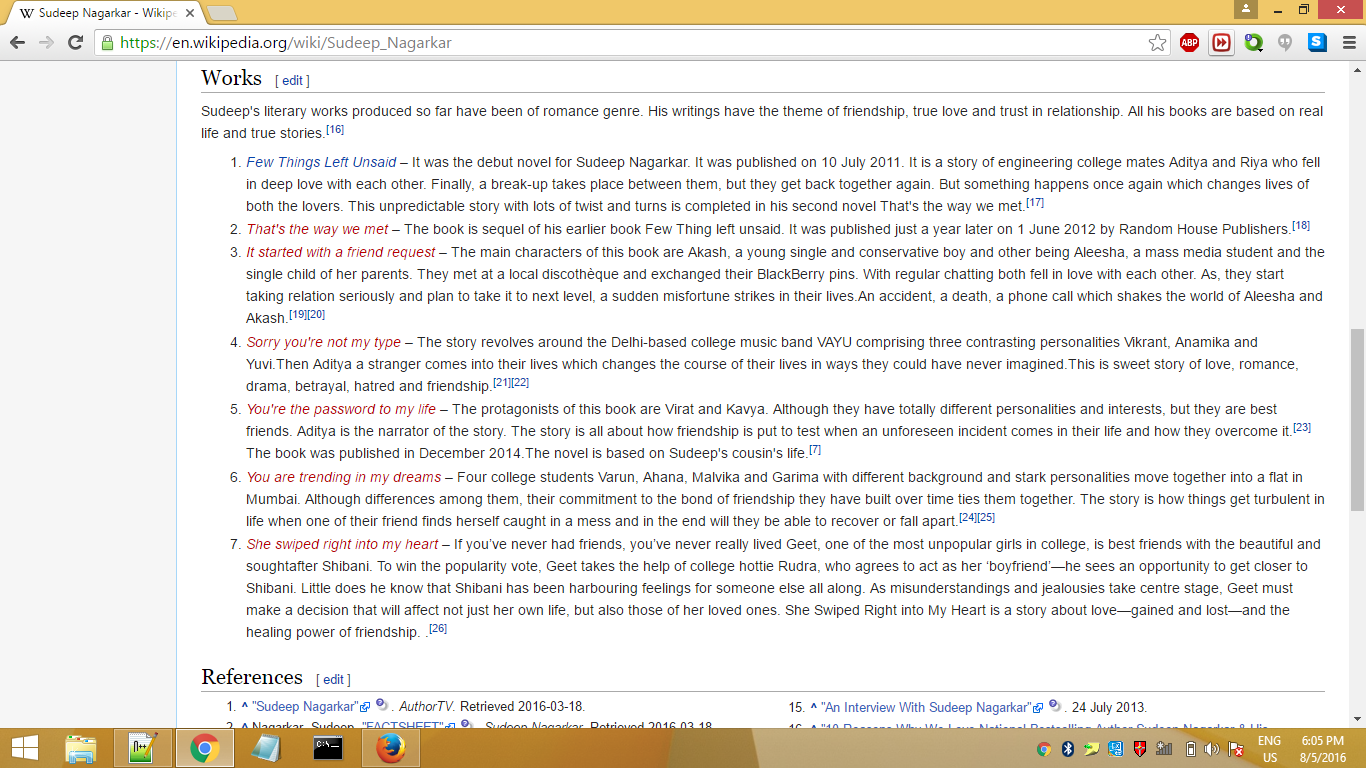 Sudeep Nagarkar - Wikipe
https://en.wikipedia.org/wiki/Sudeep_Nagarkar
ABP
Works [ edit ]
Sudeep's literary works produced so far have been of romance genre. His writings have the theme of friendship, true love and trust in relationship. All his books are based on real
life and true stories.[16]
1. Few Things Left Unsaid – It was the debut novel for Sudeep Nagarkar. It was published on 10 July 2011. It is a story of engineering college mates Aditya and Riya who fell
in deep love with each other. Finally, a break-up takes place between them, but they get back together again. But something happens once again which changes lives of
both the lovers. This unpredictable story with lots of twist and turns is completed in his second novel That's the way we met.[17]
2. That's the way we met – The book is sequel of his earlier book Few Thing left unsaid. It was published just a year later on 1 June 2012 by Random House Publishers.[18]
3. It started with a friend request – The main characters of this book are Akash, a young single and conservative boy and other being Aleesha, a mass media student and the
single child of her parents. They met at a local discothèque and exchanged their BlackBerry pins. With regular chatting both fell in love with each other. As, they start
taking relation seriously and plan to take it to next level, a sudden misfortune strikes in their lives.An accident, a death, a phone call which shakes the world of Aleesha and
Akash.[19][20]
4. Sorry you're not my type – The story revolves around the Delhi-based college music band VAYU comprising three contrasting personalities Vikrant, Anamika and
Yuvi.Then Aditya a stranger comes into their lives which changes the course of their lives in ways they could have never imagined.This is sweet story of love, romance,
drama, betrayal, hatred and friendship.[21][22]
5. You're the password to my life – The protagonists of this book are Virat and Kavya. Although they have totally different personalities and interests, but they are best
friends. Aditya is the narrator of the story. The story is all about how friendship is put to test when an unforeseen incident comes in their life and how they overcome it.[23]
The book was published in December 2014.The novel is based on Sudeep's cousin's life.[7]
6. You are trending in my dreams – Four college students Varun, Ahana, Malvika and Garima with different background and stark personalities move together into a flat in
Mumbai. Although differences among them, their commitment to the bond of friendship they have built over time ties them together. The story is how things get turbulent in
life when one of their friend finds herself caught in a mess and in the end will they be able to recover or fall apart.[24][25]
7. She swiped right into my heart – If you've never had friends, you've never really lived Geet, one of the most unpopular girls in college, is best friends with the beautiful and
soughtafter Shibani. To win the popularity vote, Geet takes the help of college hottie Rudra, who agrees to act as her ‘boyfriend’—he sees an opportunity to get closer to
Shibani. Little does he know that Shibani has been harbouring feelings for someone else all along. As misunderstandings and jealousies take centre stage, Geet must
make a decision that will affect not just her own life, but also those of her loved ones. She Swiped Right into My Heart is a story about love—gained and lost—and the
healing power of friendship. .[26]
References [ edit ]
1. ^ "Sudeep Nagarkar" . AuthorTV. Retrieved 2016-03-18.
2. ^ Nagarkar, Sudeep. "FACTSHEET" . Sudeep Nagarkar. Retrieved 2016-03-18.
15. ^ "An Interview With Sudeep Nagarkar" . 24 July 2013.
16. ^ "10 Reasons Why We Love National Bestselling Author Sudeep Nagarkar & His
ENG
US
6:05 PM
8/5/2016